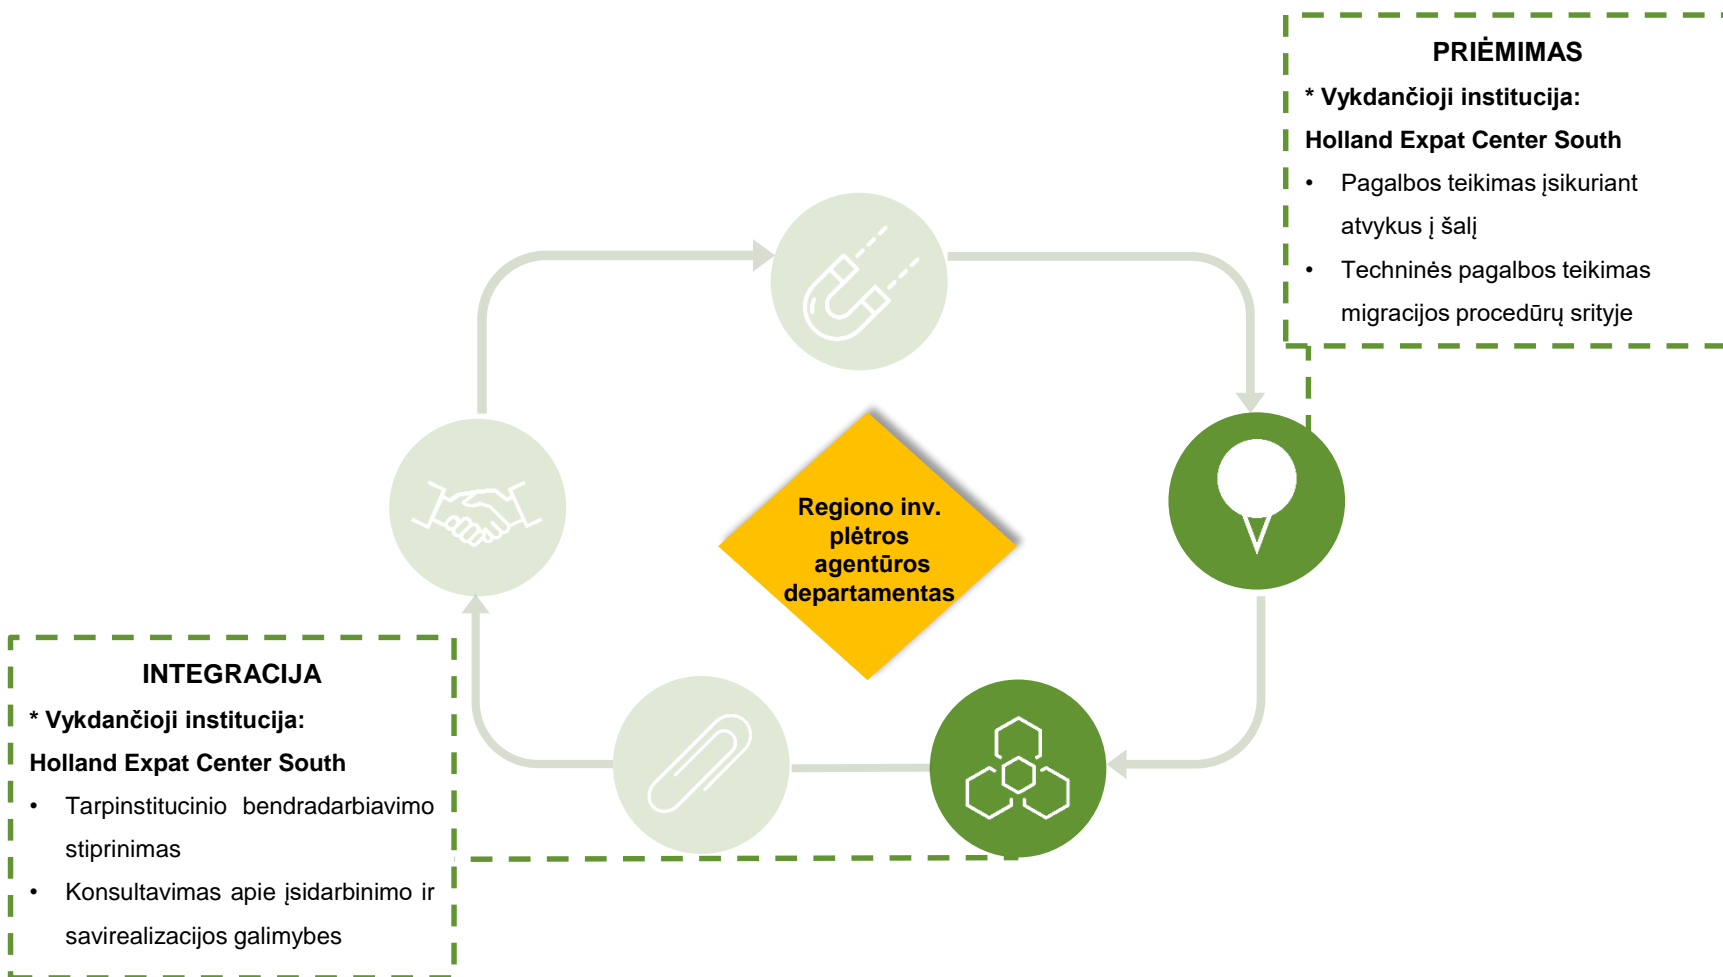 PRIĖMIMAS
* Vykdančioji institucija:
Holland Expat Center South
• Pagalbos teikimas įsikuriant
atvykus į šalį
• Techninės pagalbos teikimas
migracijos procedūrų srityje
Regiono inv.
plėtros
agentūros
departamentas
INTEGRACIJA
* Vykdančioji institucija:
Holland Expat Center South
• Tarpinstitucinio bendradarbiavimo
stiprinimas
• Konsultavimas apie įsidarbinimo ir
savirealizacijos galimybes